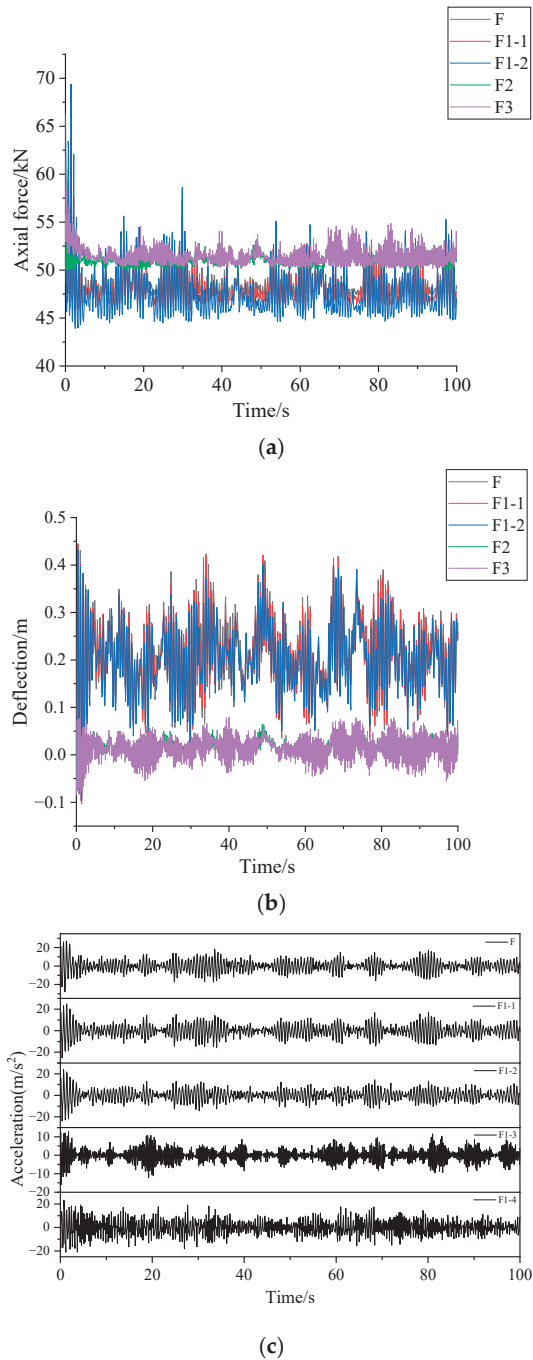 F
F1-1
F1-2
F2
F3
70
65
60
55
50
45
40
Axial force/kN
0 20 40 60 80 100
Time/s
(a)
F
F1-1
F1-2
F2
F3
0.5
0.4
0.3
0.2
0.1
0.0
−0.1
Deflection/m
0 20 40 60 80 100
Time/s
(b)
F
20
0
−20
F1-1
20
0
−20
F1-2
20
0
−20
F1-3
10
0
−10
−20
F1-4
20
0
−20
Acceleration(m/s²)
0 20 40 60 80 100
Time/s
(c)